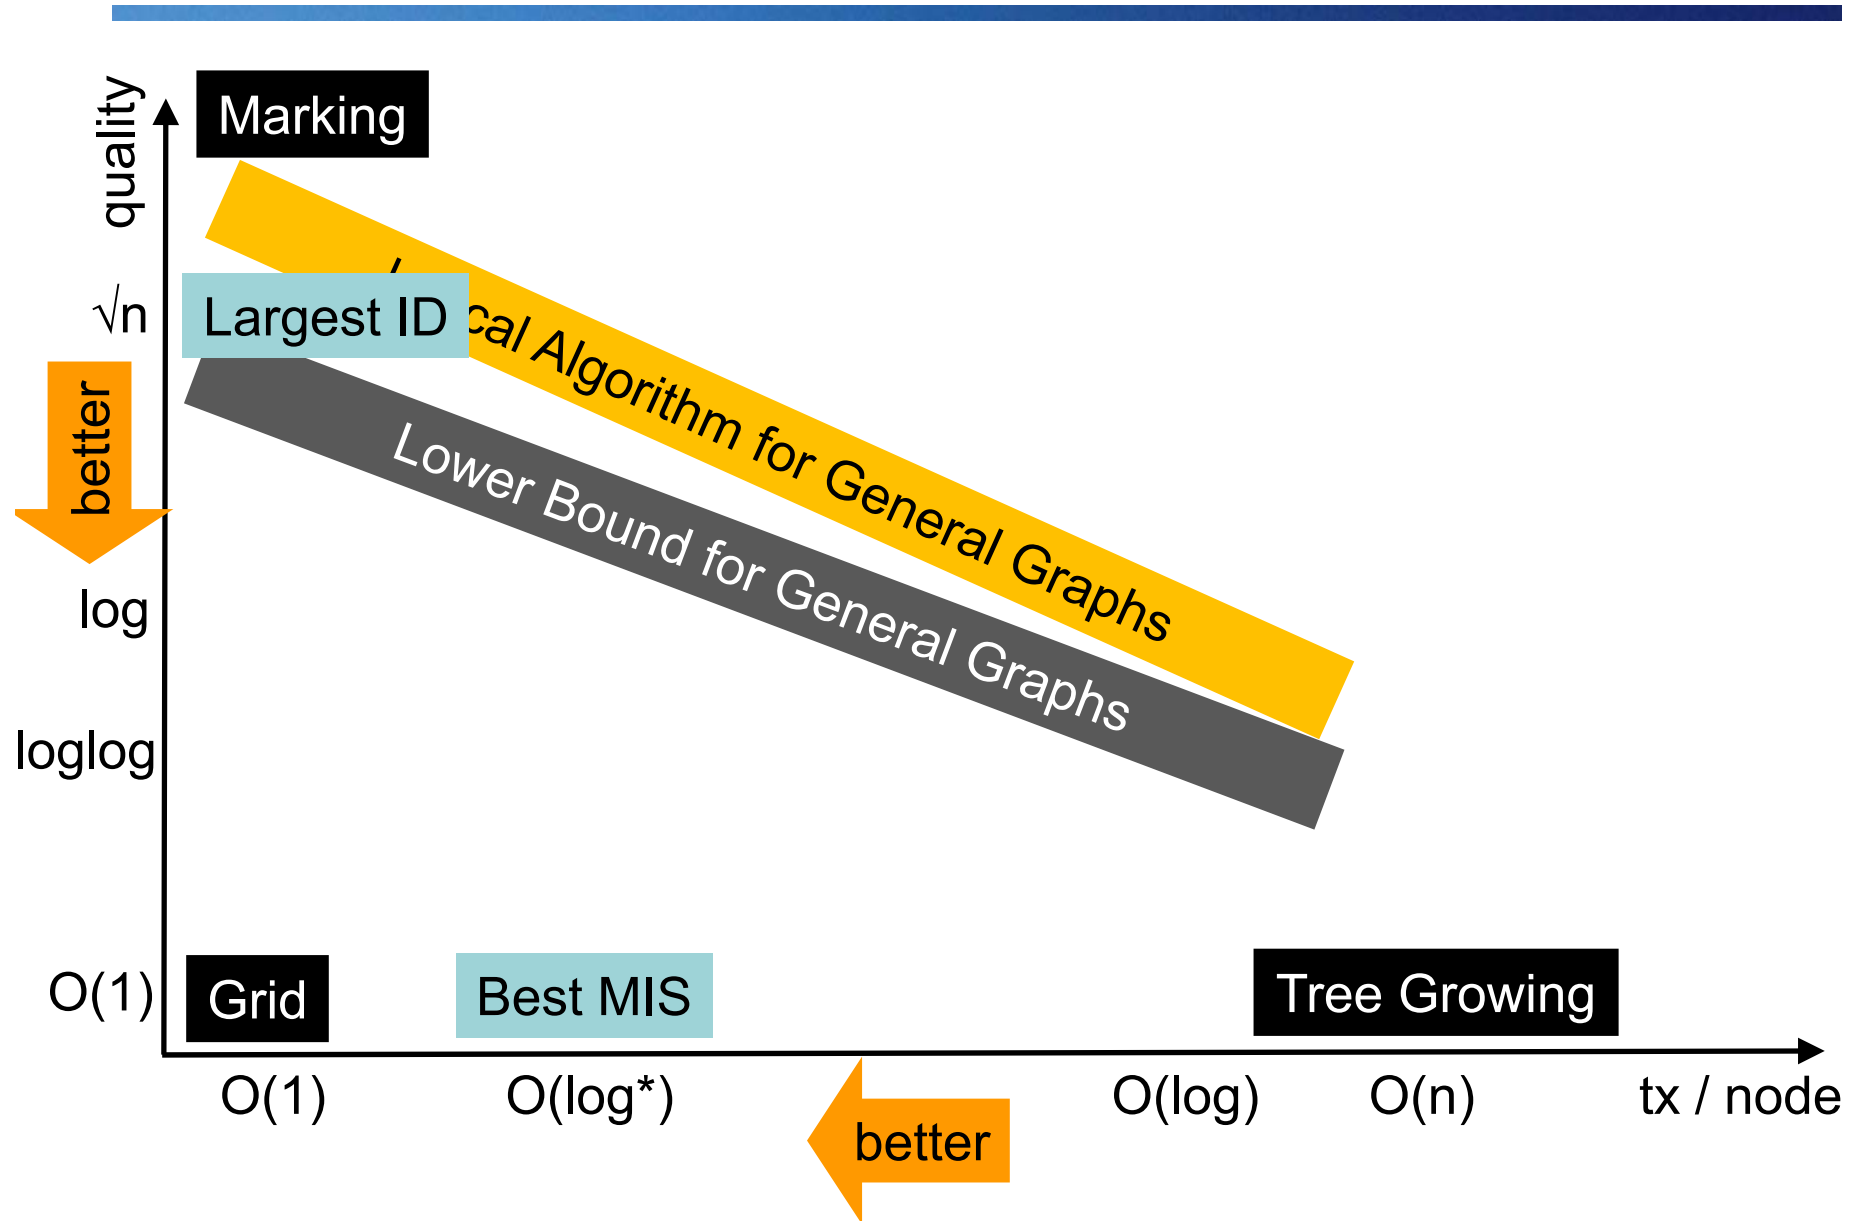 quality
Marking
√n
Largest ID
cal Algorithm for General Graphs
better
Lower Bound for General Graphs
log
loglog
O(1)
Grid
Best MIS
Tree Growing
O(1)
O(log*)
O(log)
O(n)
tx / node
better